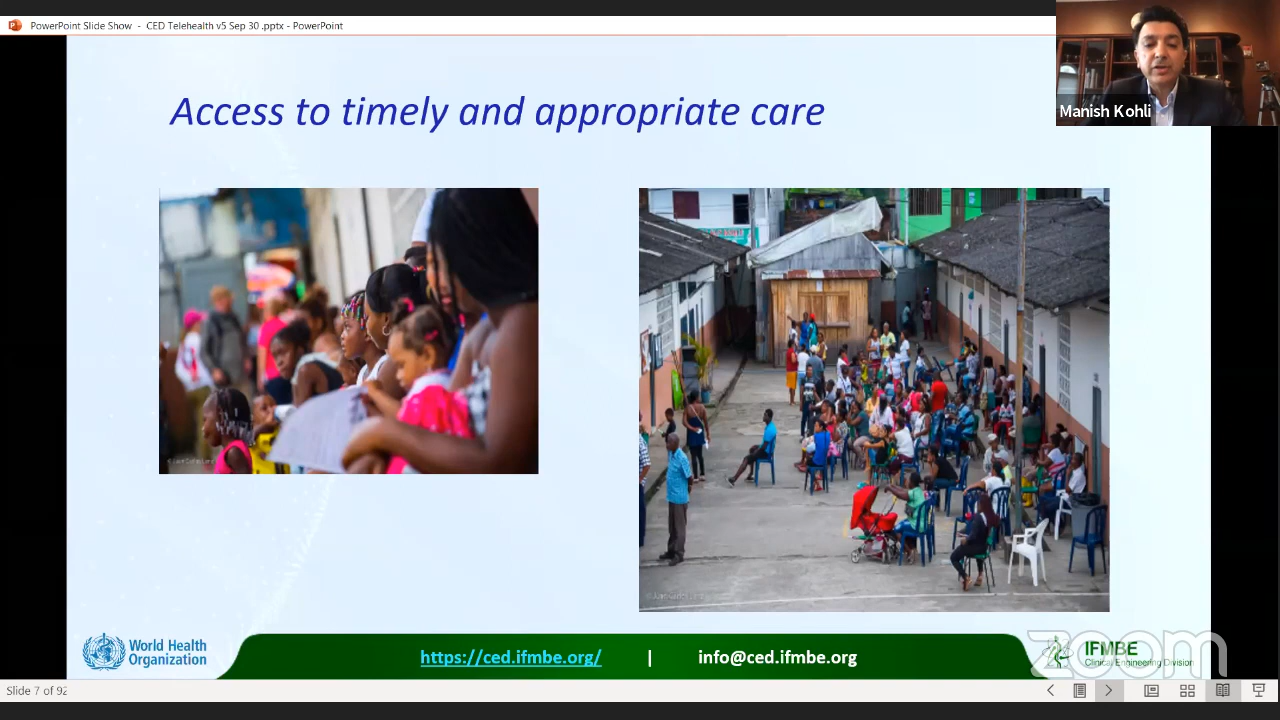 PowerPoint Slide Show - CED Telehealth v5 Sep 30 .pptx - PowerPoint
Manish Kohli
Access to timely and appropriate care
World Health
Organization
https://ced.ifmbe.org/ | info@ced.ifmbe.org
IFMBE
Clinical Engineering Division
zoom
Slide 7 of 92